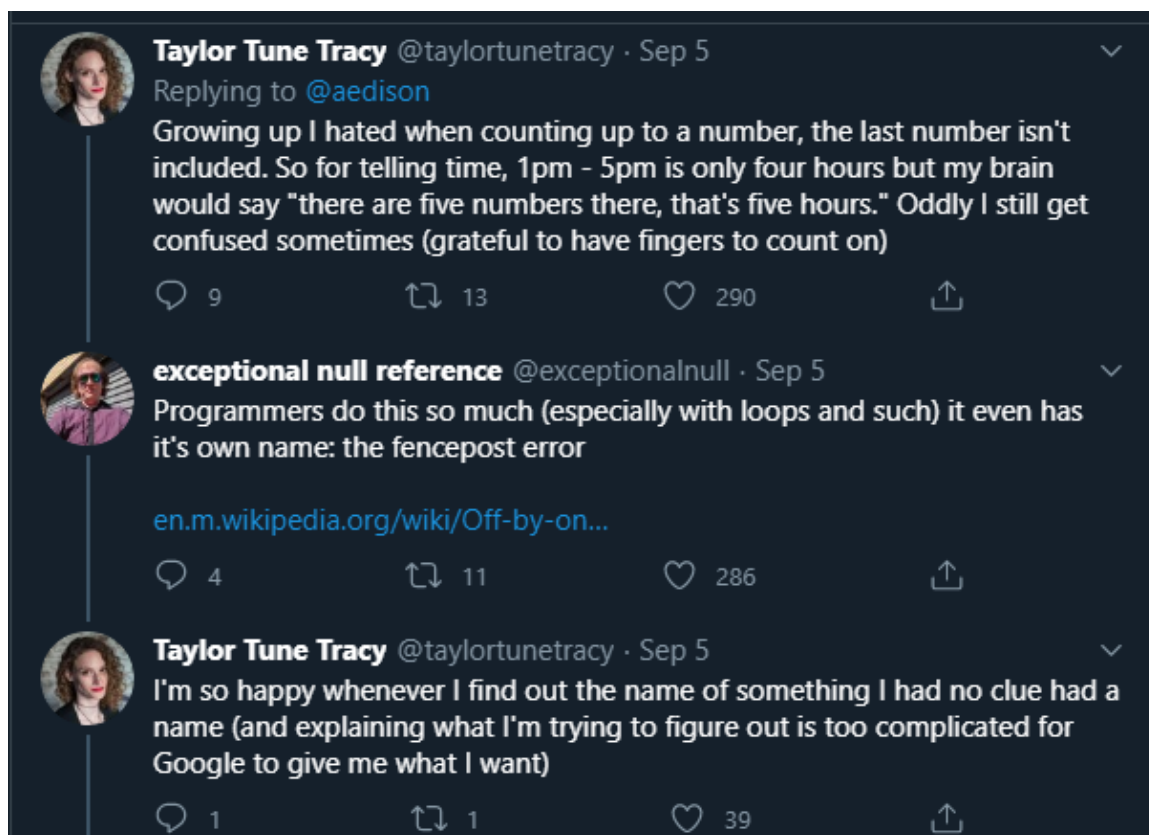 Taylor Tune Tracy @taylortunetracy · Sep 5
Replying to @aedison
Growing up I hated when counting up to a number, the last number isn't
included. So for telling time, 1pm - 5pm is only four hours but my brain
would say "there are five numbers there, that's five hours." Oddly I still get
confused sometimes (grateful to have fingers to count on)
9 13 290
exceptional null reference @exceptionalnull · Sep 5
Programmers do this so much (especially with loops and such) it even has
it's own name: the fencepost error
en.m.wikipedia.org/wiki/Off-by-on...
4 11 286
Taylor Tune Tracy @taylortunetracy · Sep 5
I'm so happy whenever I find out the name of something I had no clue had a
name (and explaining what I'm trying to figure out is too complicated for
Google to give me what I want)
1 1 39